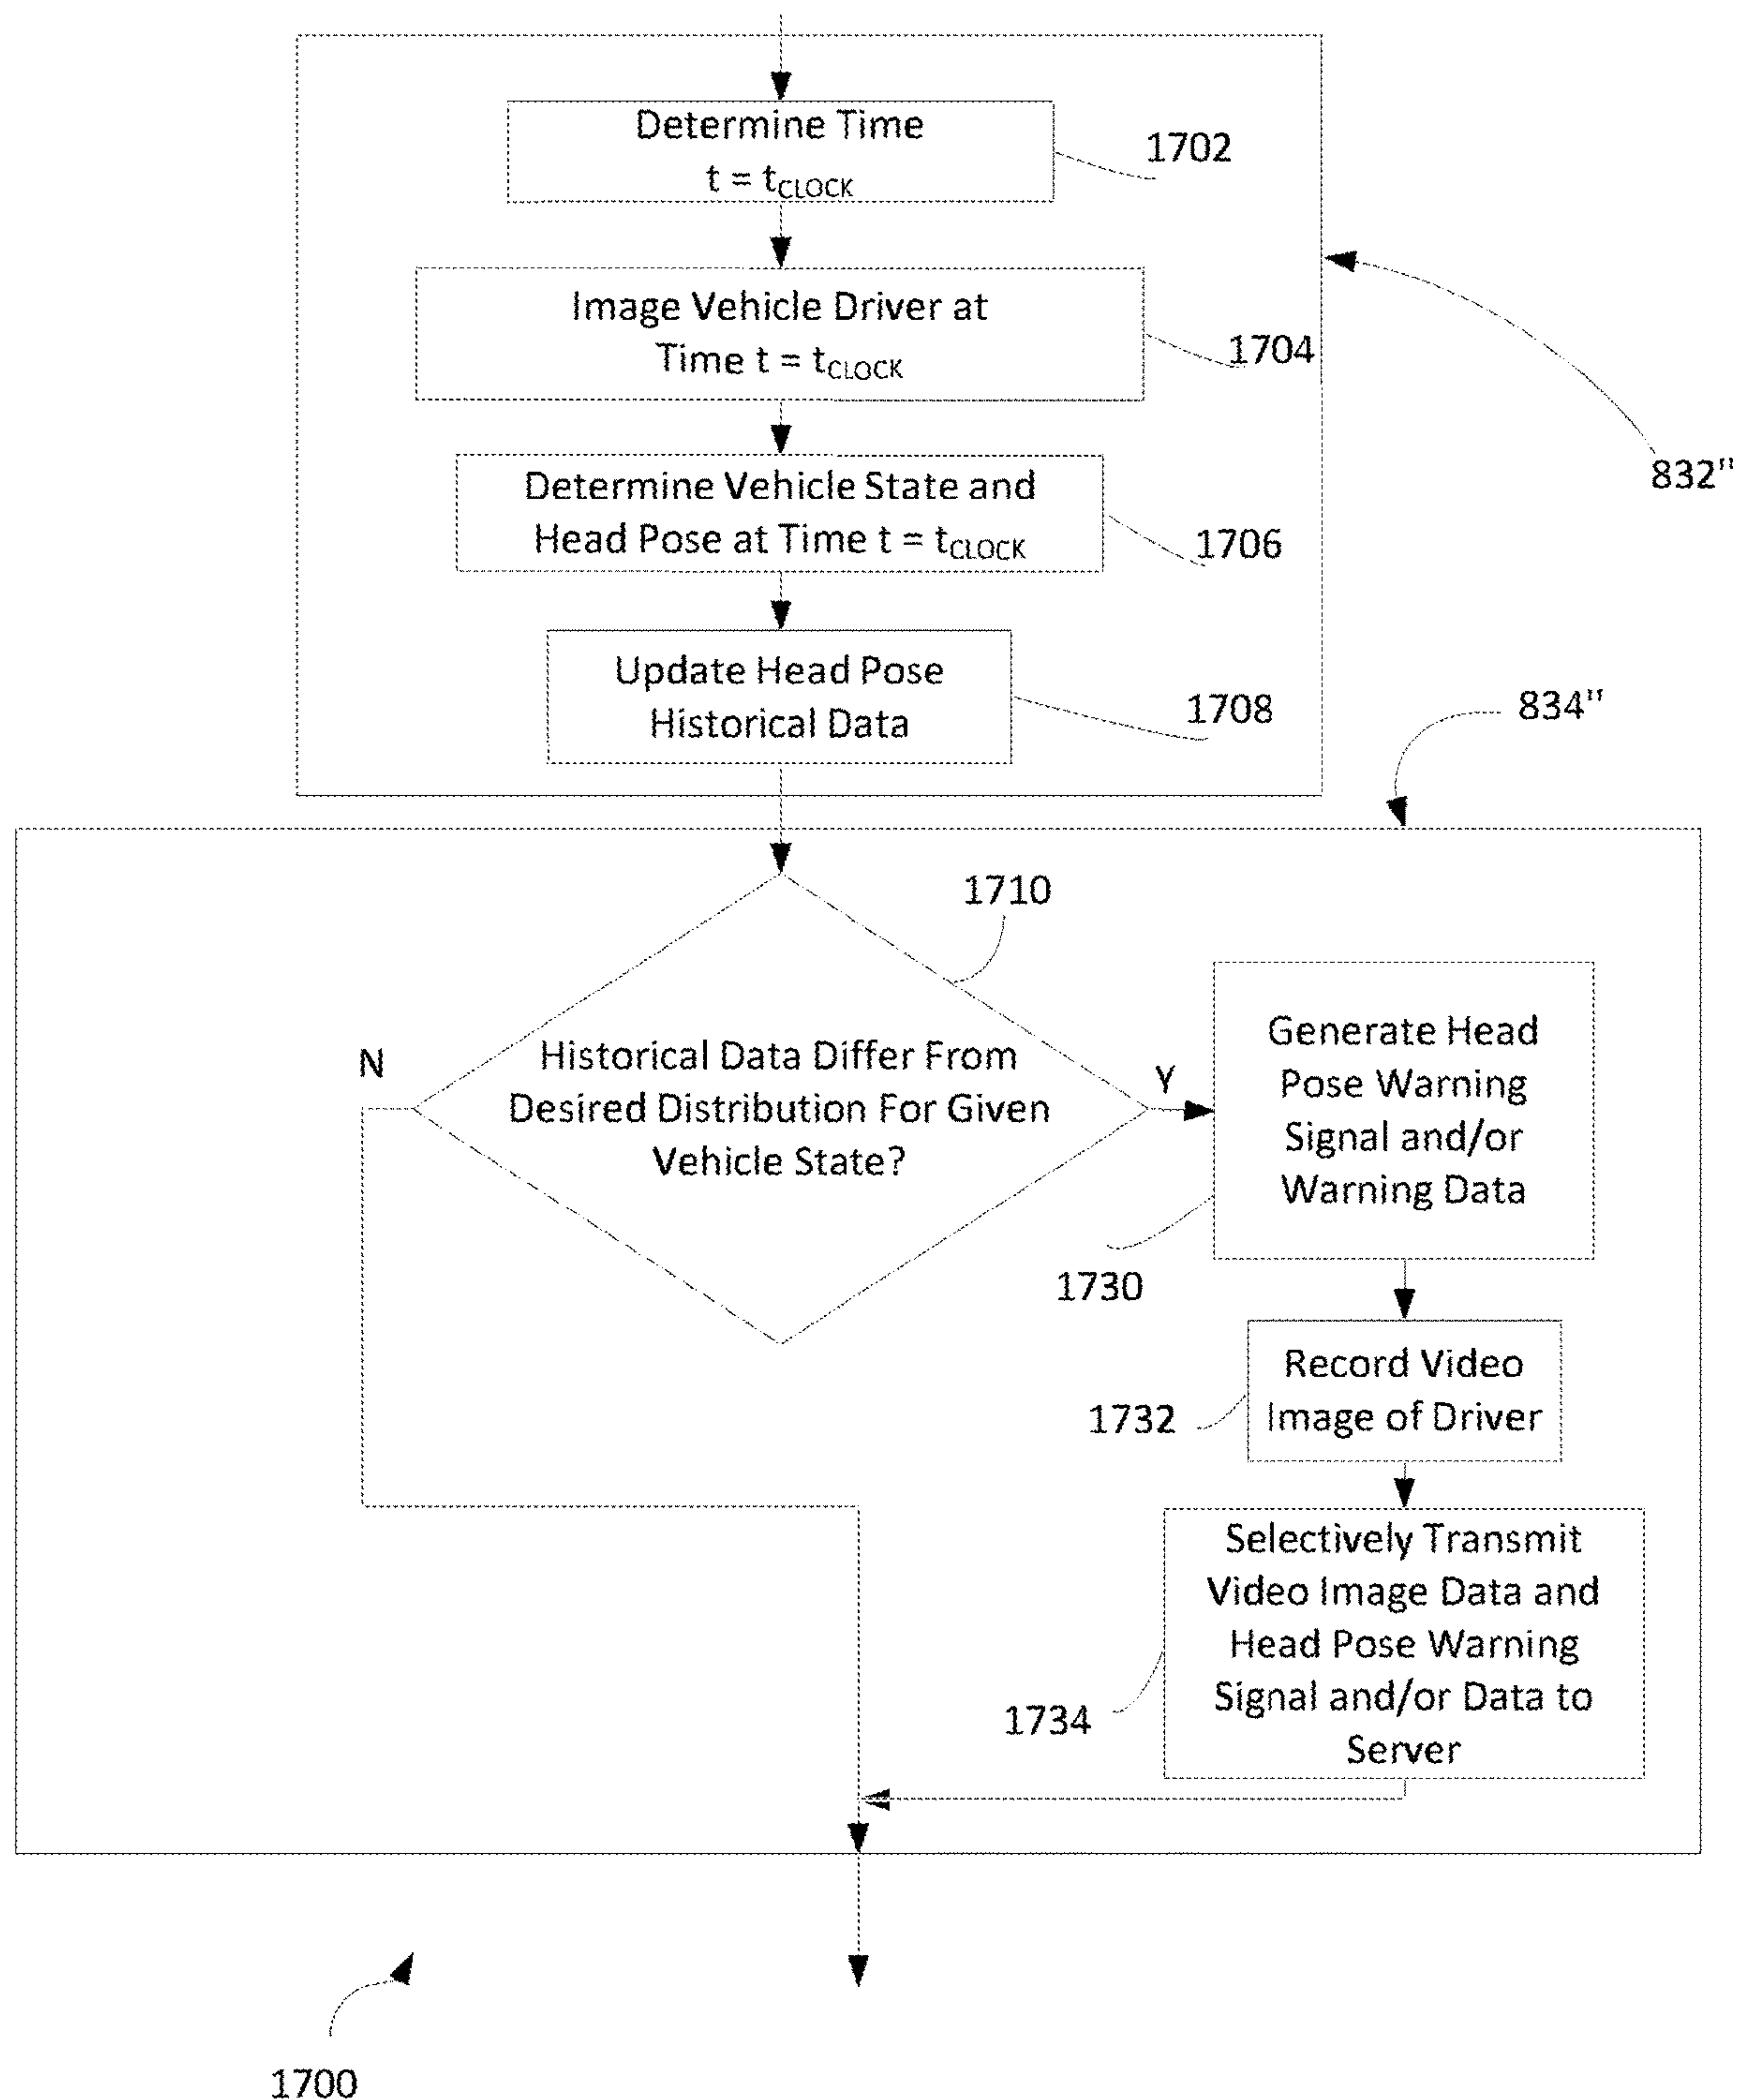 Determine Time
t = tCLOCK
1702
Image Vehicle Driver at
Time t = tCLOCK
1704
832"
Determine Vehicle State and
Head Pose at Time t = tCLOCK
1706
Update Head Pose
Historical Data
1708
834"
1710
N
Historical Data Differ From
Desired Distribution For Given
Vehicle State?
Y
Generate Head
Pose Warning
Signal and/or
Warning Data
1730
Record Video
Image of Driver
1732
Selectively Transmit
Video Image Data and
Head Pose Warning
Signal and/or Data to
Server
1734
1700